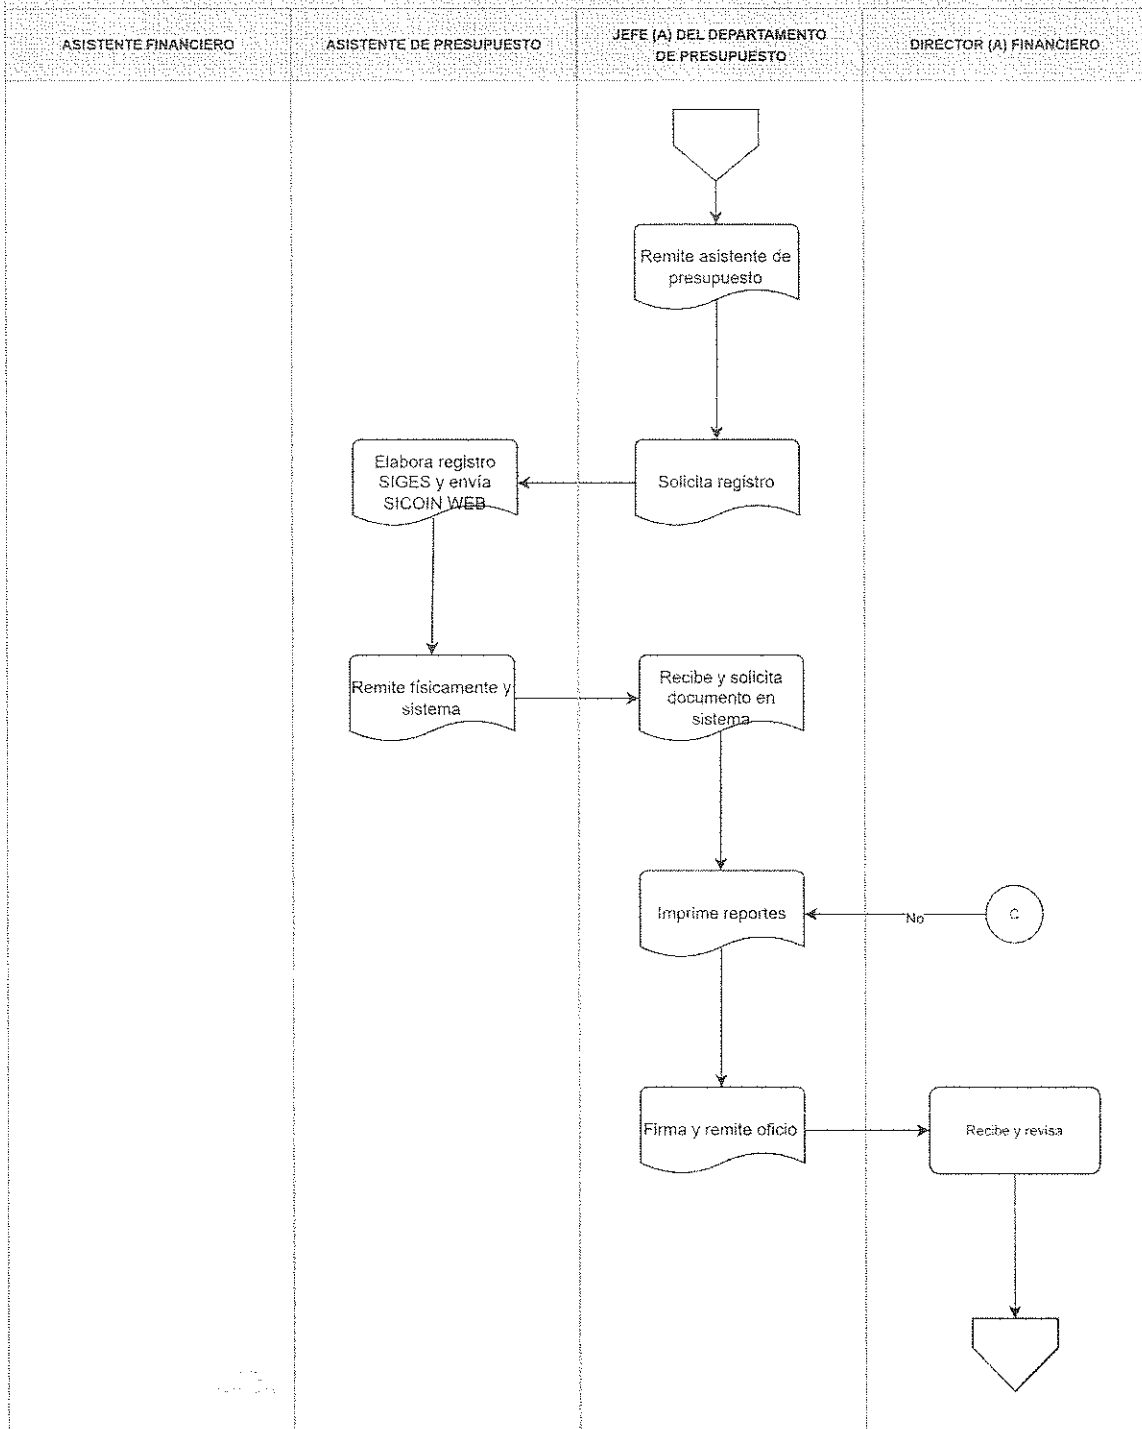 ASISTENTE FINANCIERO
ASISTENTE DE PRESUPUESTO
JEFE (A) DEL DEPARTAMENTO
DE PRESUPUESTO
DIRECTOR (A) FINANCIERO
Remite asistente de
presupuesto
Elabora registro
SIGES y envía
SICOIN WEB
Solicita registro
Remite físicamente y
sistema
Recibe y solicita
documento en
sistema
Imprime reportes
No
C
Firma y remite oficio
Recibe y revisa